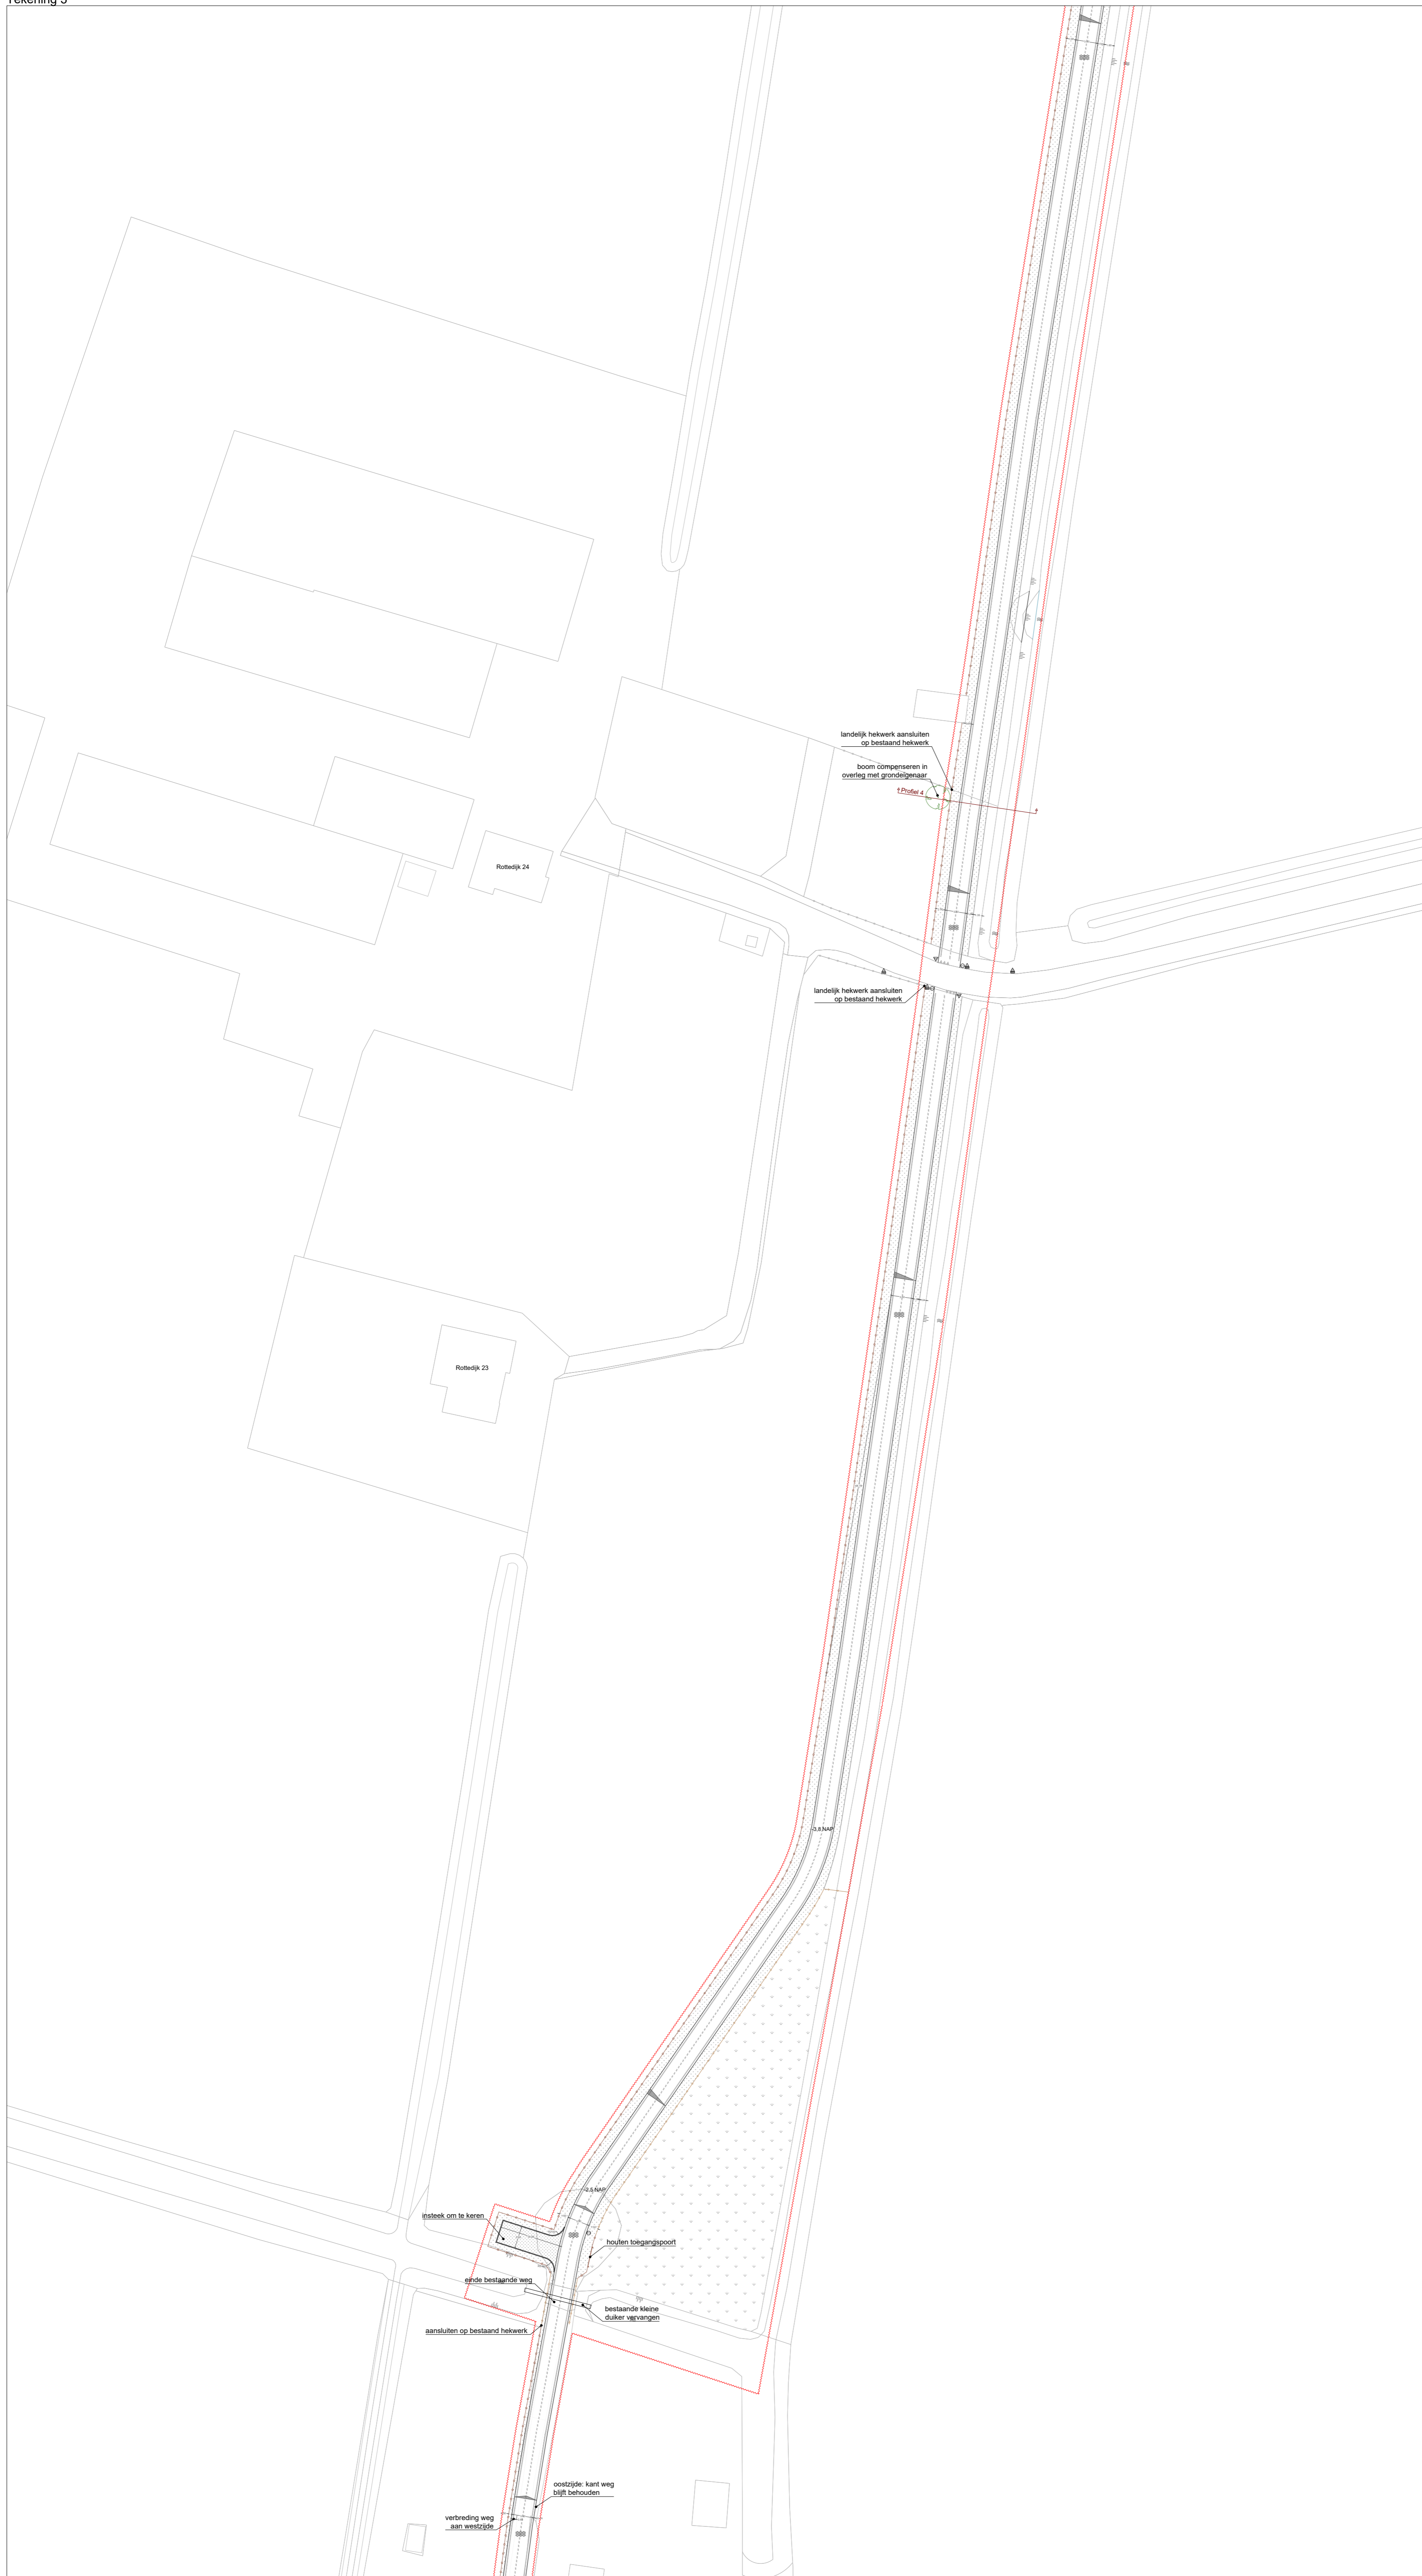 Tekening 3
landelijk hekwerk aansluiten
op bestaand hekwerk
boom compenseren in
overleg met grondeigenaar
Profiel 4
Rottedijk 24
landelijk hekwerk aansluiten
op bestaand hekwerk
Rottedijk 23
-3,8 NAP
-2,5 NAP
insteek om te keren
houten toegangspoort
einde bestaande weg
bestaande kleine
duiker vervangen
aansluiten op bestaand hekwerk
oostzijde: kant weg
blijft behouden
verbreding weg
aan westzijde